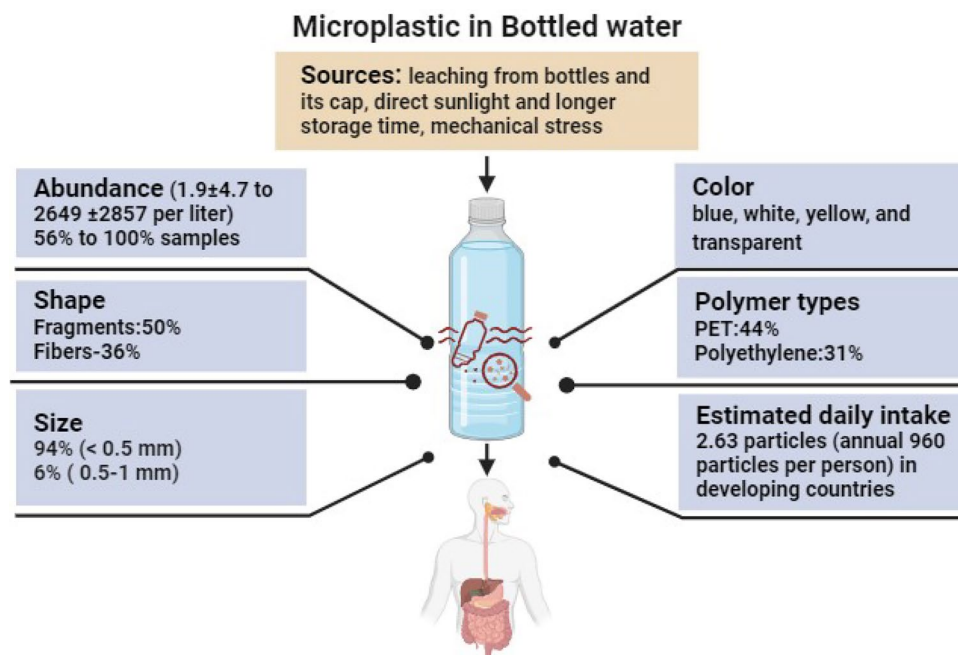 Microplastic in Bottled water
Sources: leaching from bottles and
its cap, direct sunlight and longer
storage time, mechanical stress
Abundance (1.9±4.7 to
2649 ±2857 per liter)
56% to 100% samples
Shape
Fragments:50%
Fibers-36%
Size
94% (< 0.5 mm)
6% ( 0.5-1 mm)
Color
blue, white, yellow, and
transparent
Polymer types
PET:44%
Polyethylene:31%
Estimated daily intake
2.63 particles (annual 960
particles per person) in
developing countries